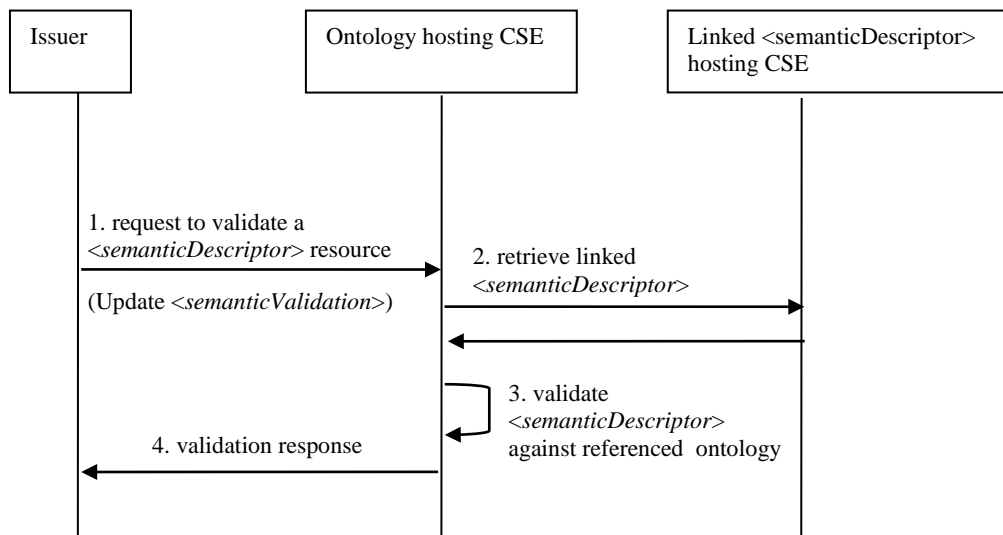 Issuer
Ontology hosting CSE
Linked <semanticDescriptor>
hosting CSE
1. request to validate a
<semanticDescriptor> resource
(Update <semanticValidation>)
2. retrieve linked
<semanticDescriptor>
3. validate
<semanticDescriptor>
against referenced  ontology
4. validation response